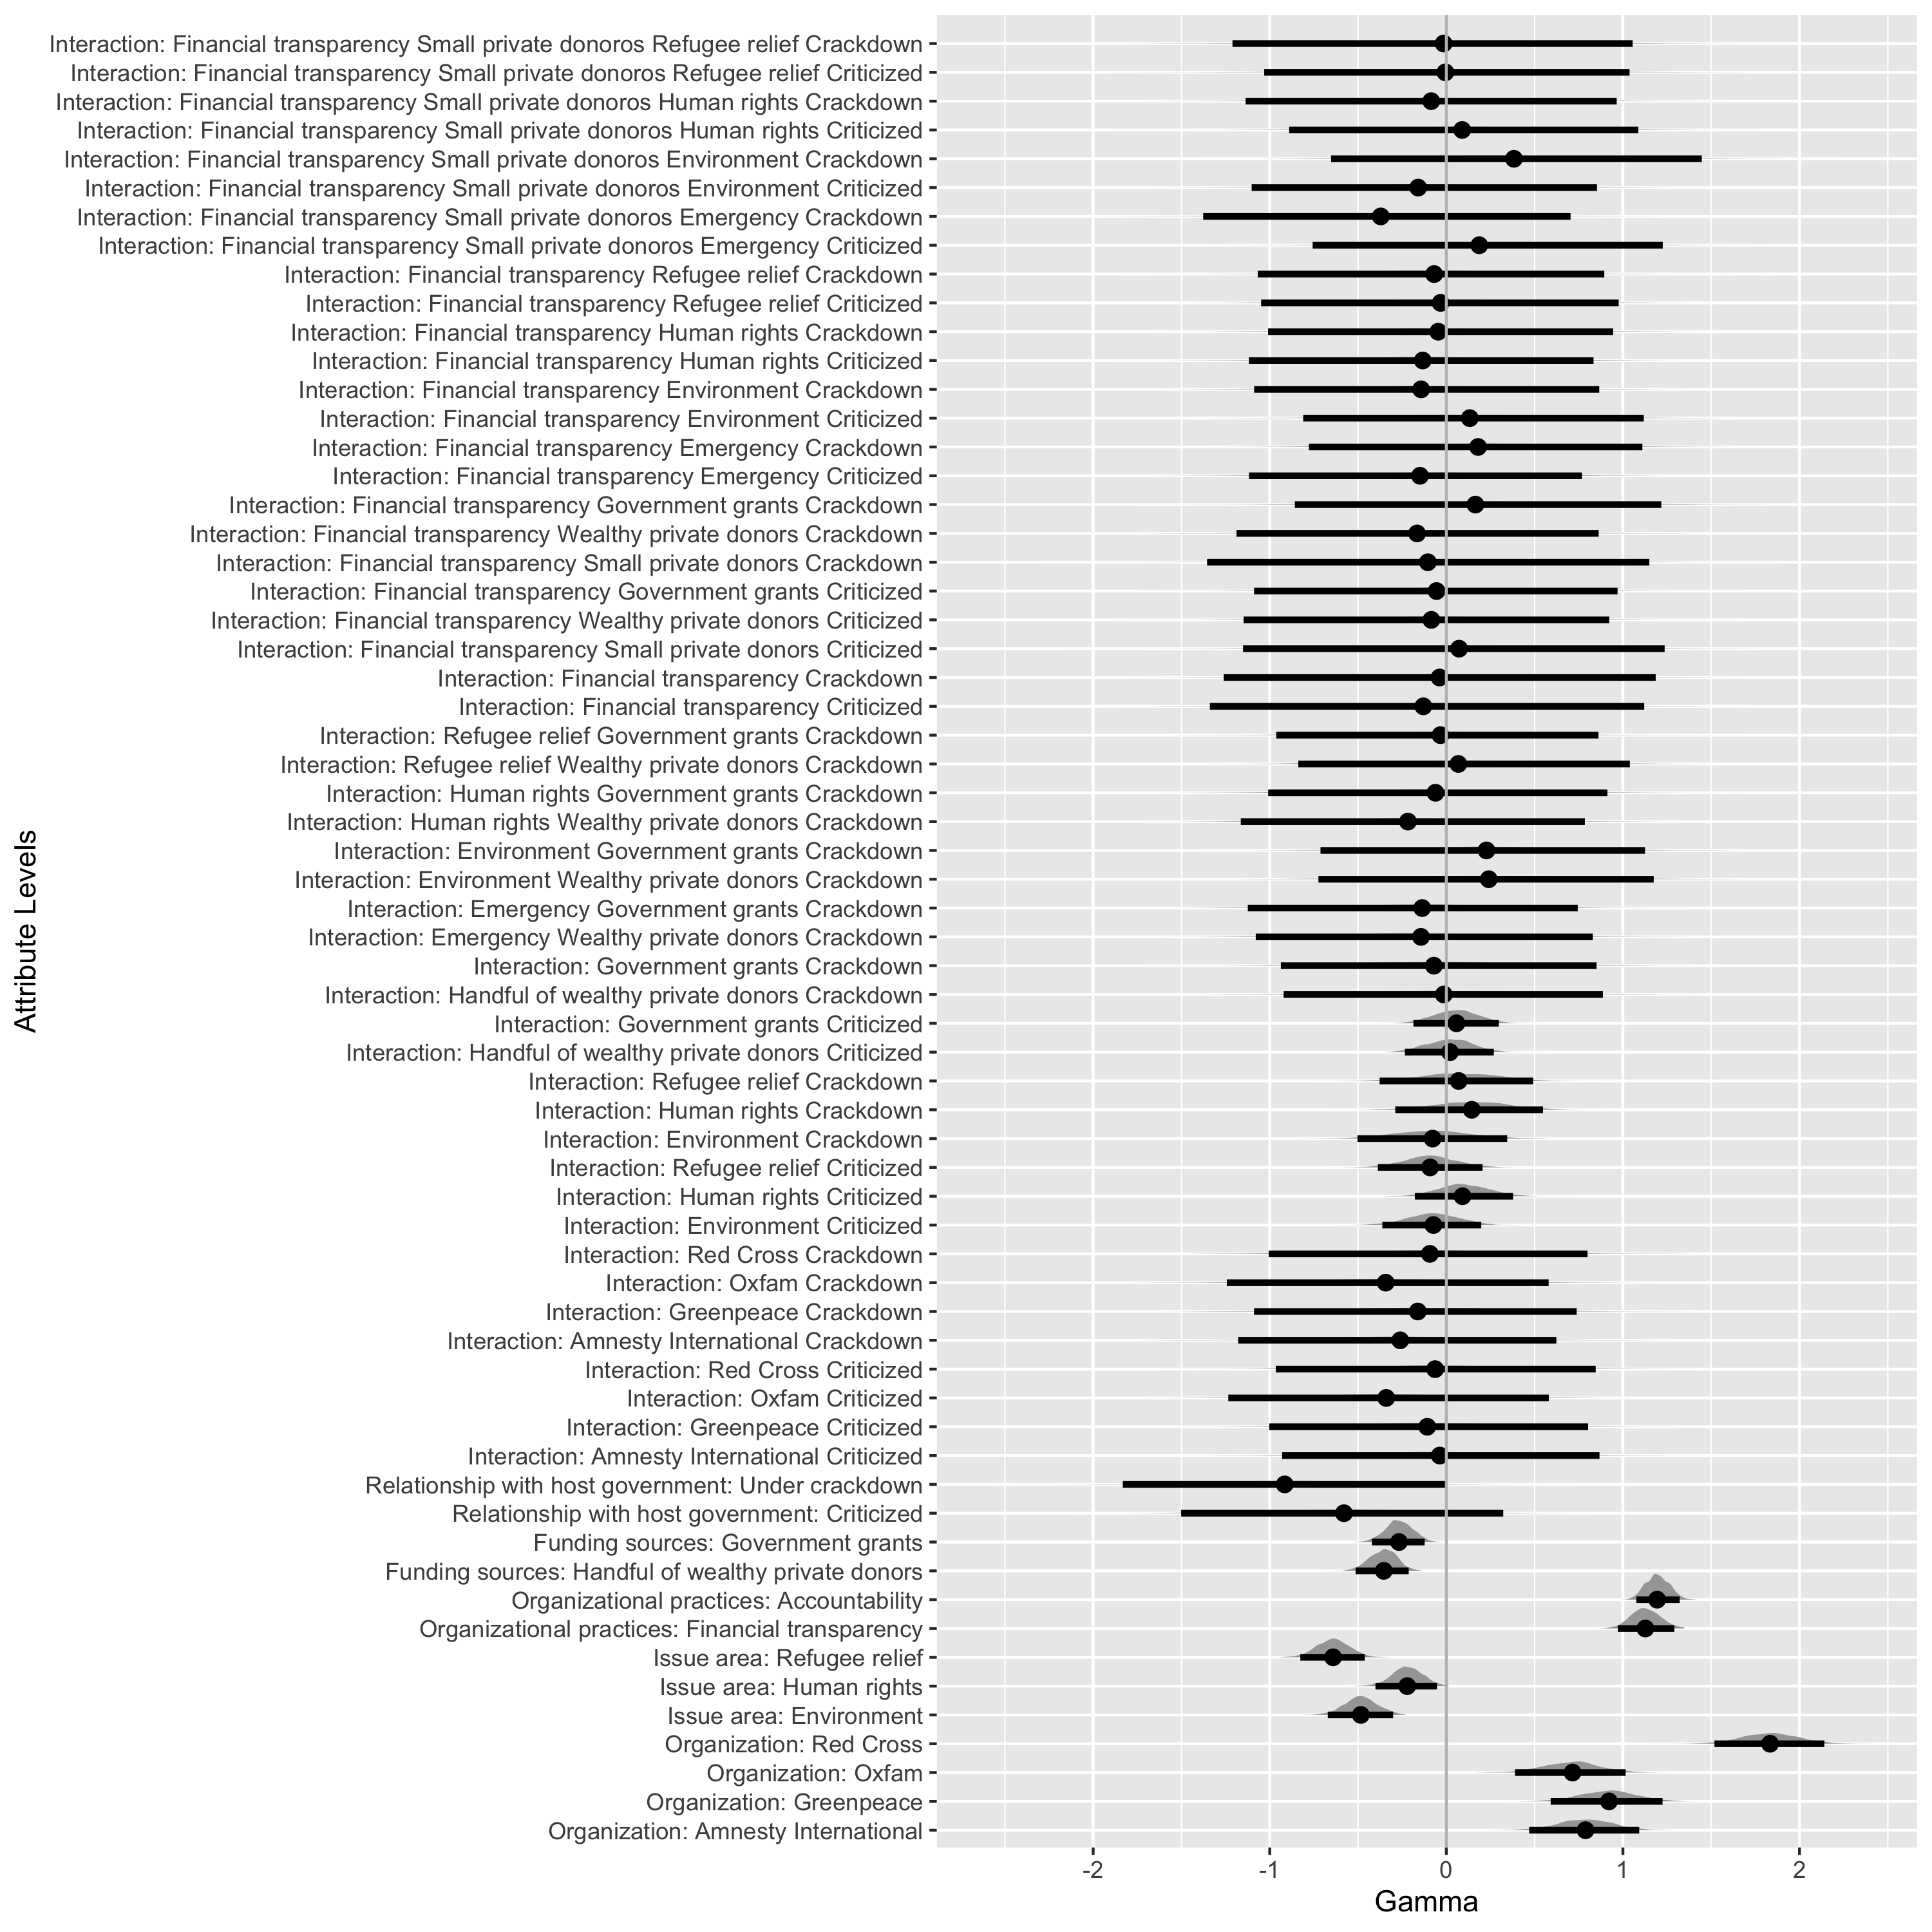 Interaction: Financial transparency Small private donoros Refugee relief Crackdown
Interaction: Financial transparency Small private donoros Refugee relief Criticized
Interaction: Financial transparency Small private donoros Human rights Crackdown
Interaction: Financial transparency Small private donoros Human rights Criticized
Interaction: Financial transparency Small private donoros Environment Crackdown
Interaction: Financial transparency Small private donoros Environment Criticized
Interaction: Financial transparency Small private donoros Emergency Crackdown
Interaction: Financial transparency Small private donoros Emergency Criticized
Interaction: Financial transparency Refugee relief Crackdown
Interaction: Financial transparency Refugee relief Criticized
Interaction: Financial transparency Human rights Crackdown
Interaction: Financial transparency Human rights Criticized
Interaction: Financial transparency Environment Crackdown
Interaction: Financial transparency Environment Criticized
Interaction: Financial transparency Emergency Crackdown
Interaction: Financial transparency Emergency Criticized
Interaction: Financial transparency Government grants Crackdown
Interaction: Financial transparency Wealthy private donors Crackdown
Interaction: Financial transparency Small private donors Crackdown
Interaction: Financial transparency Government grants Criticized
Interaction: Financial transparency Wealthy private donors Criticized
Interaction: Financial transparency Small private donors Criticized
Interaction: Financial transparency Crackdown
Interaction: Financial transparency Criticized
Interaction: Refugee relief Government grants Crackdown
Interaction: Refugee relief Wealthy private donors Crackdown
Interaction: Human rights Government grants Crackdown
Interaction: Human rights Wealthy private donors Crackdown
Interaction: Environment Government grants Crackdown
Interaction: Environment Wealthy private donors Crackdown
Interaction: Emergency Government grants Crackdown
Interaction: Emergency Wealthy private donors Crackdown
Interaction: Government grants Crackdown
Interaction: Handful of wealthy private donors Crackdown
Interaction: Government grants Criticized
Interaction: Handful of wealthy private donors Criticized
Interaction: Refugee relief Crackdown
Interaction: Human rights Crackdown
Interaction: Environment Crackdown
Interaction: Refugee relief Criticized
Interaction: Human rights Criticized
Interaction: Environment Criticized
Interaction: Red Cross Crackdown
Interaction: Oxfam Crackdown
Interaction: Greenpeace Crackdown
Interaction: Amnesty International Crackdown
Interaction: Red Cross Criticized
Interaction: Oxfam Criticized
Interaction: Greenpeace Criticized
Interaction: Amnesty International Criticized
Relationship with host government: Under crackdown
Relationship with host government: Criticized
Funding sources: Government grants
Funding sources: Handful of wealthy private donors
Organizational practices: Accountability
Organizational practices: Financial transparency
Issue area: Refugee relief
Issue area: Human rights
Issue area: Environment
Organization: Red Cross
Organization: Oxfam
Organization: Greenpeace
Organization: Amnesty International
Attribute Levels
-2 -1 0 1 2
Gamma